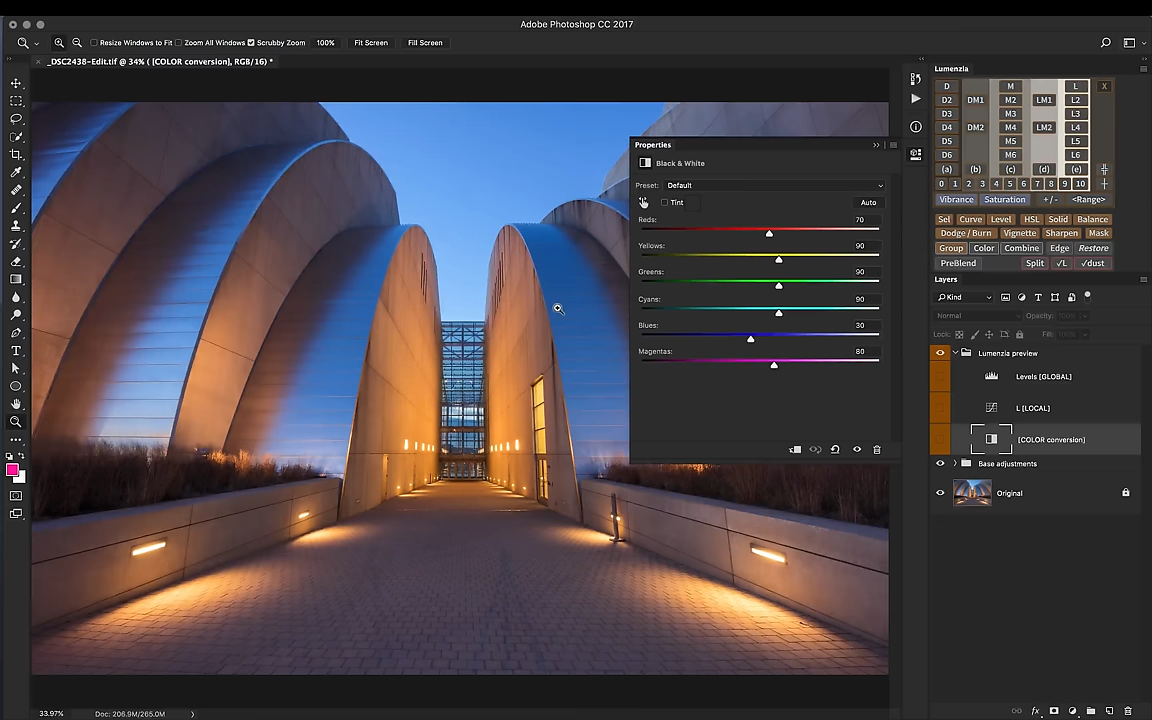 Adobe Photoshop CC 2017
Resize Windows to Fit Zoom All Windows Scrubby Zoom 100% Fit Screen Fill Screen
× _DSC2438-Edit.tif @ 34% ( [COLOR conversion], RGB/16) *
Properties
Black & White
Preset: Default
Tint Auto
Reds: 70
Yellows: 90
Greens: 90
Cyans: 90
Blues: 30
Magentas: 80
Lumenzia
D M L X
D2 DM1 M2 LM1 L2
D3 M3 L3
D4 DM2 M4 LM2 L4
D5 M5 L5
D6 M6 L6
(a) (b) (c) (d) (e)
0 1 2 3 4 5 6 7 8 9 10
Vibrance Saturation +/- <Range>
Sel Curve Level HSL Solid Balance
Dodge / Burn Vignette Sharpen Mask
Group Color Combine Edge Restore
PreBlend Split √L √dust
Layers
Kind
Normal Opacity: 100%
Lock: Fill: 100%
Lumenzia preview
Levels [GLOBAL]
L [LOCAL]
[COLOR conversion]
Base adjustments
Original
fx
33.97% Doc: 206.9M/265.0M